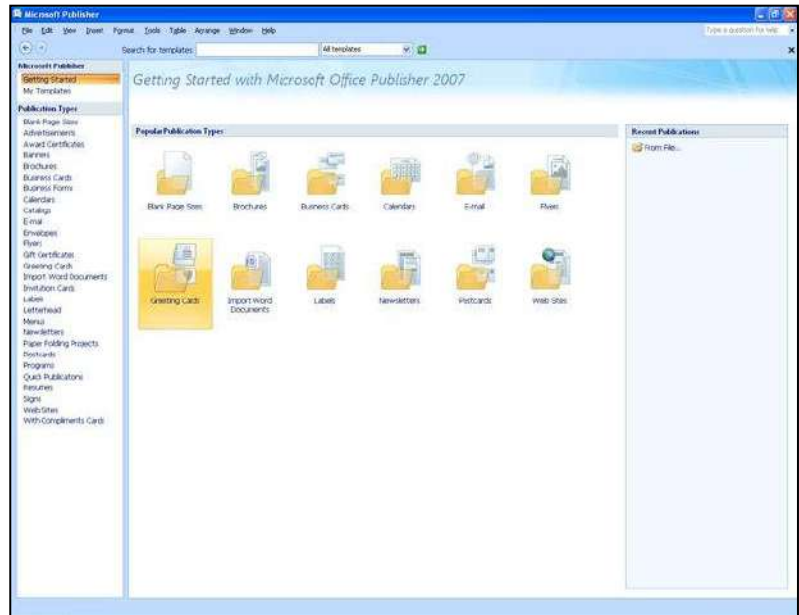 Microsoft Publisher
File Edit View Insert Format Tools Table Arrange Window Help
Type a question for help
Search for templates
All templates
Microsoft Publisher
Getting Started
My Templates
Publication Types
Blank Page Sizes
Advertisements
Award Certificates
Banners
Brochures
Business Cards
Business Forms
Calendars
Catalogs
E-mail
Envelopes
Flyers
Gift Certificates
Greeting Cards
Import Word Documents
Invitation Cards
Labels
Letterhead
Menus
Newsletters
Paper Folding Projects
Postcards
Programs
Quick Publications
Resumes
Signs
Web Sites
With Compliments Cards
Getting Started with Microsoft Office Publisher 2007
Popular Publication Types
Blank Page Sizes
Brochures
Business Cards
Calendars
E-mail
Flyers
Greeting Cards
Import Word
Documents
Labels
Newsletters
Postcards
Web Sites
Recent Publications
From File...